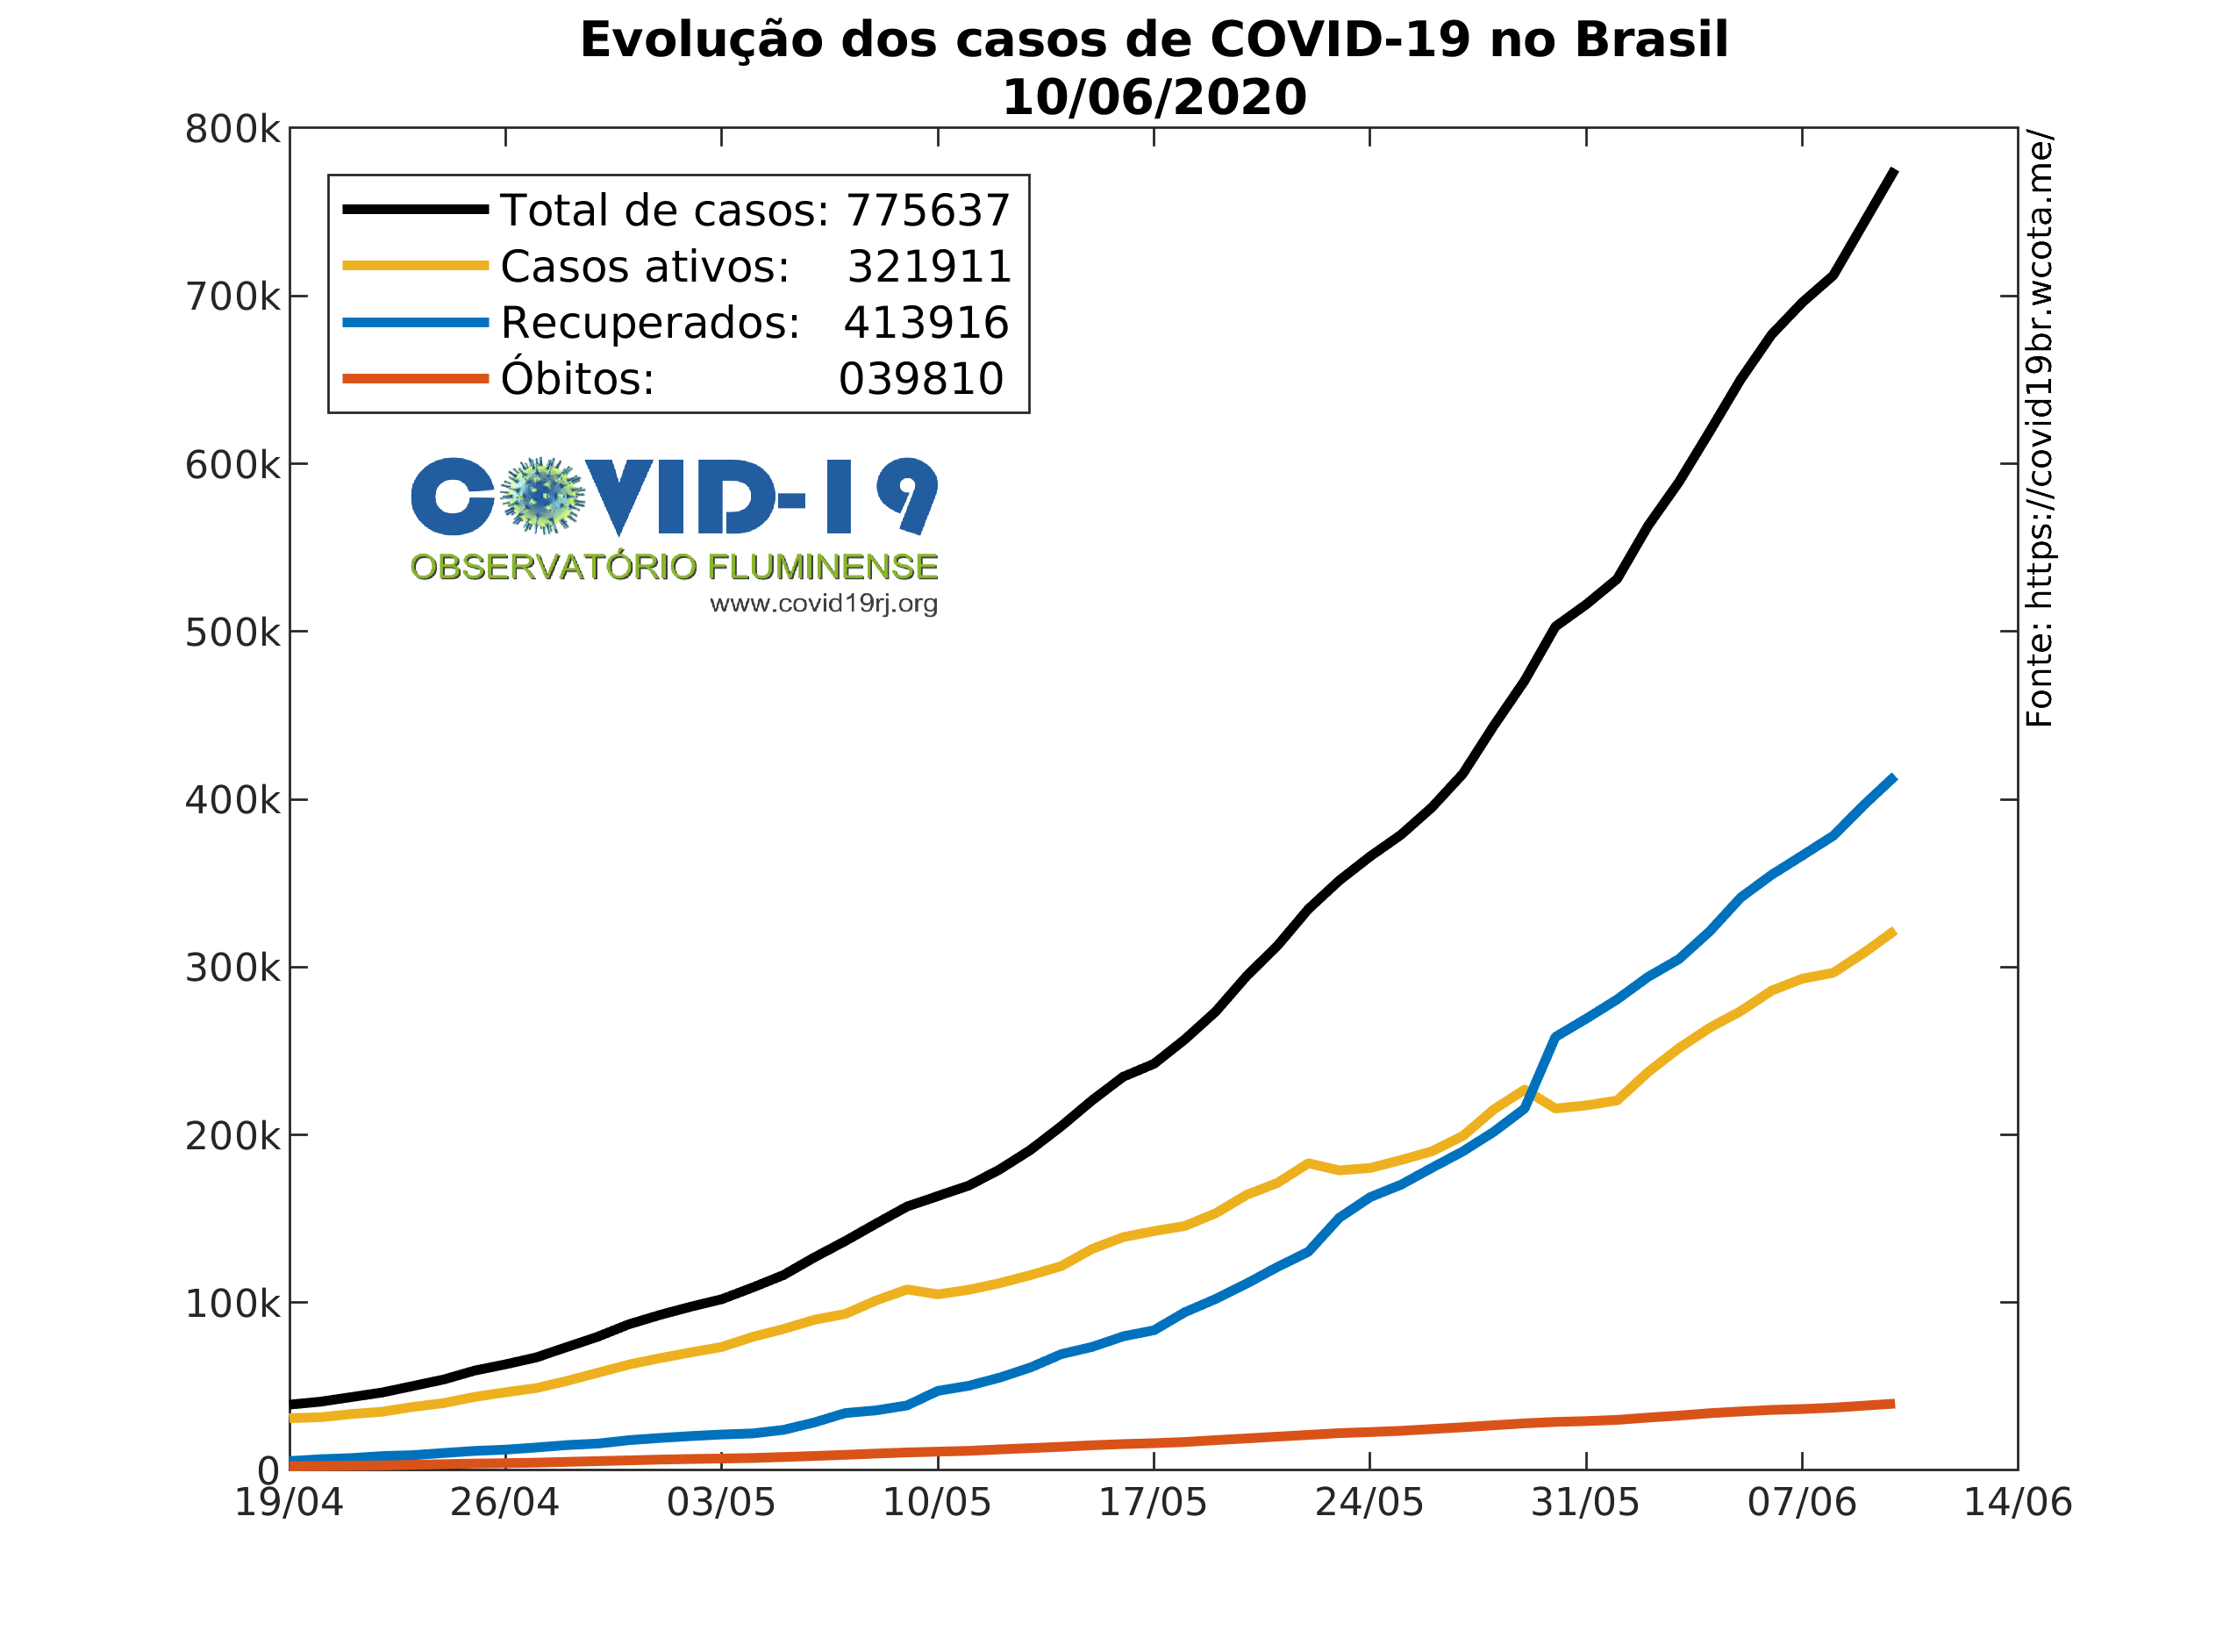 Evolução dos casos de COVID-19 no Brasil
10/06/2020
800k
700k
600k
500k
400k
300k
200k
100k
0
Total de casos: 775637
Casos ativos: 321911
Recuperados: 413916
Óbitos: 039810
COVID-19
OBSERVATÓRIO FLUMINENSE
www.covid19rj.org
Fonte: https://covid19br.wcota.me/
19/04 26/04 03/05 10/05 17/05 24/05 31/05 07/06 14/06